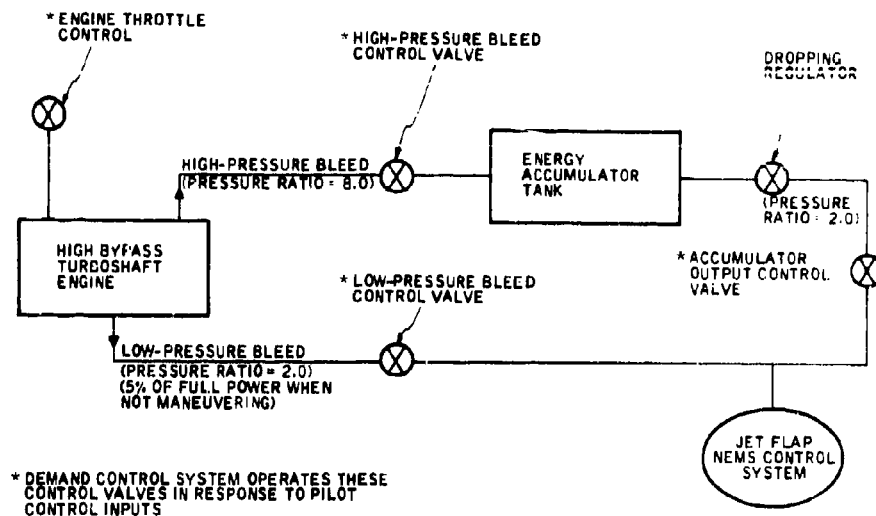 * ENGINE THROTTLE
CONTROL
* HIGH-PRESSURE BLEED
CONTROL VALVE
DROPPING
REGULATOR
HIGH-PRESSURE BLEED
(PRESSURE RATIO = 8.0)
ENERGY
ACCUMULATOR
TANK
(PRESSURE
RATIO = 2.0)
HIGH BYPASS
TURBOSHAFT
ENGINE
* LOW-PRESSURE BLEED
CONTROL VALVE
* ACCUMULATOR
OUTPUT CONTROL
VALVE
LOW-PRESSURE BLEED
(PRESSURE RATIO = 2.0)
(5% OF FULL POWER WHEN
NOT MANEUVERING)
JET FLAP
NEMS CONTROL
SYSTEM
* DEMAND CONTROL SYSTEM OPERATES THESE
CONTROL VALVES IN RESPONSE TO PILOT
CONTROL INPUTS